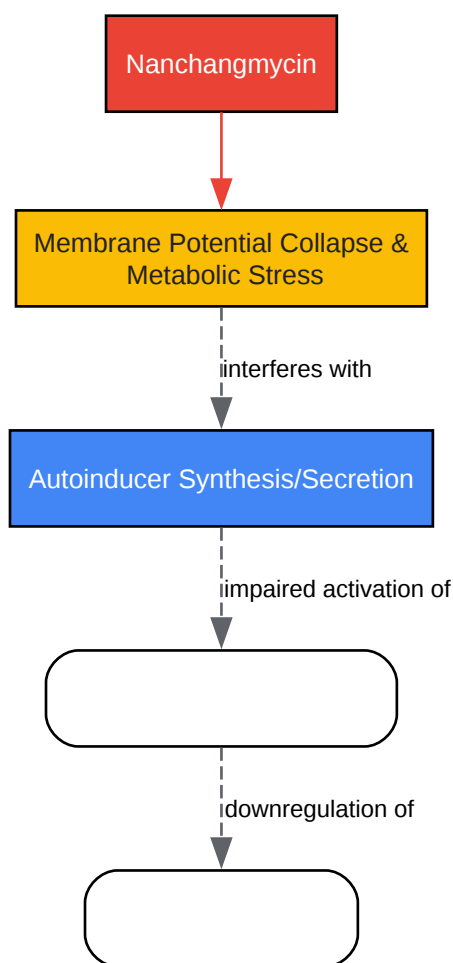 Nanchangmycin
Membrane Potential Collapse &
Metabolic Stress
interferes with
Autoinducer Synthesis/Secretion
impaired activation of
downregulation of